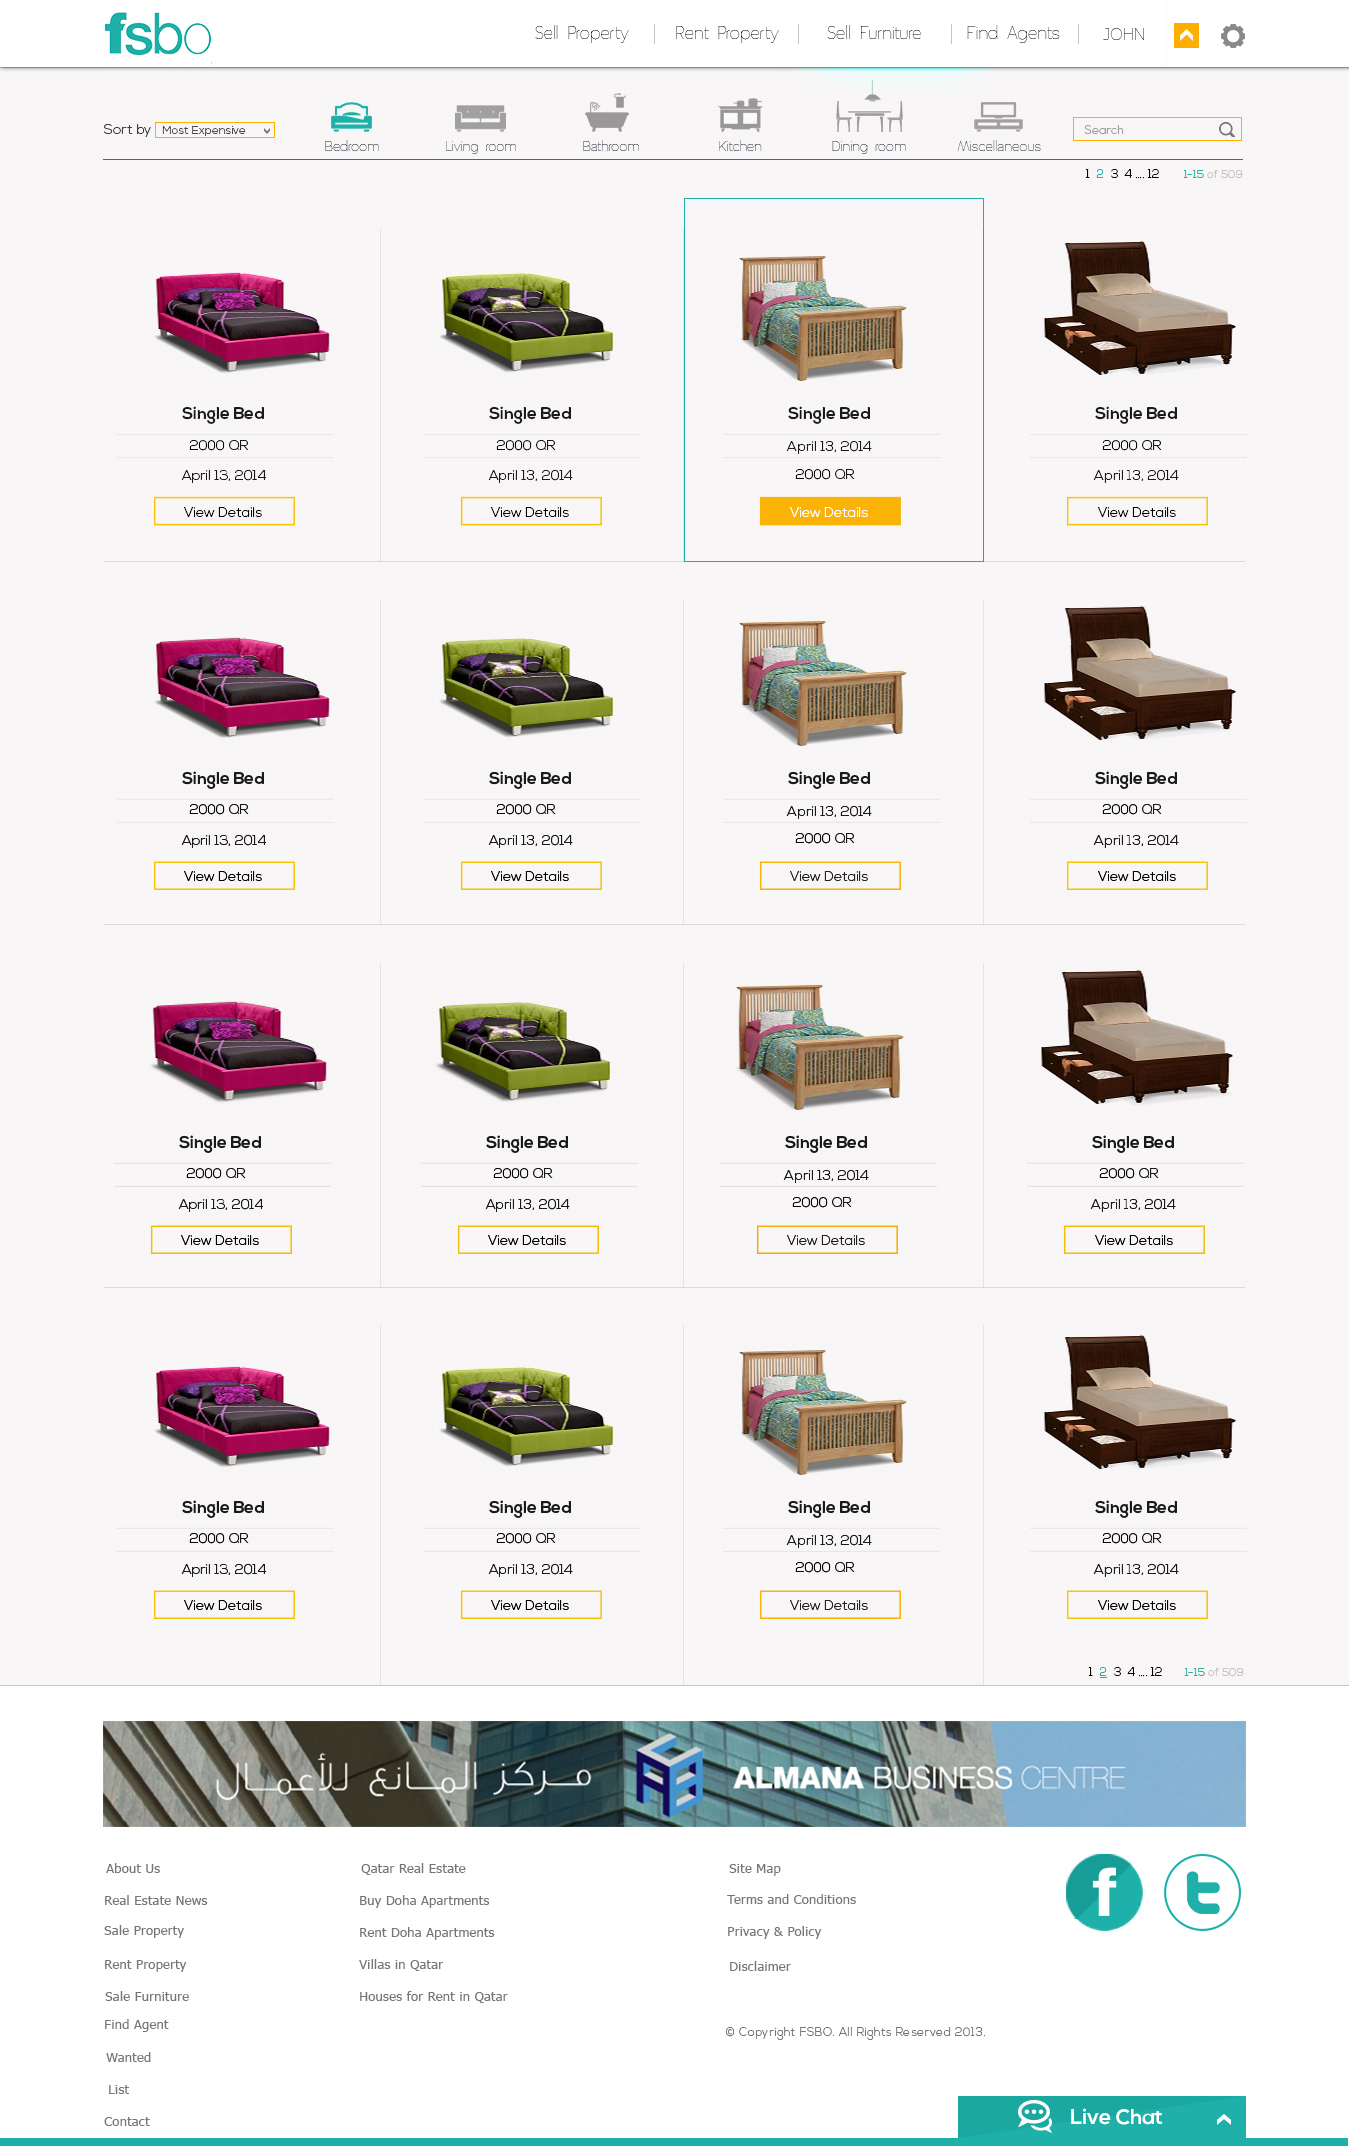 fsbo
Sell Property Rent Property Sell Furniture Find Agents JOHN
Sort by Most Expensive
Bedroom Living room Bathroom Kitchen Dining room Miscellaneous
Search
1 2 3 4 .... 12 1-15 of 509
Single Bed Single Bed Single Bed Single Bed
2000 QR 2000 QR April 13, 2014 2000 QR
April 13, 2014 April 13, 2014 2000 QR April 13, 2014
View Details View Details View Details View Details
Single Bed Single Bed Single Bed Single Bed
2000 QR 2000 QR April 13, 2014 2000 QR
April 13, 2014 April 13, 2014 2000 QR April 13, 2014
View Details View Details View Details View Details
Single Bed Single Bed Single Bed Single Bed
2000 QR 2000 QR April 13, 2014 2000 QR
April 13, 2014 April 13, 2014 2000 QR April 13, 2014
View Details View Details View Details View Details
Single Bed Single Bed Single Bed Single Bed
2000 QR 2000 QR April 13, 2014 2000 QR
April 13, 2014 April 13, 2014 2000 QR April 13, 2014
View Details View Details View Details View Details
1 2 3 4 .... 12 1-15 of 509
مـركز المـانع للأعمـال ALMANA BUSINESS CENTRE
About Us
Real Estate News
Sale Property
Rent Property
Sale Furniture
Find Agent
Wanted
List
Contact
Qatar Real Estate
Buy Doha Apartments
Rent Doha Apartments
Villas in Qatar
Houses for Rent in Qatar
Site Map
Terms and Conditions
Privacy & Policy
Disclaimer
© Copyright FSBO. All Rights Reserved 2013.
Live Chat